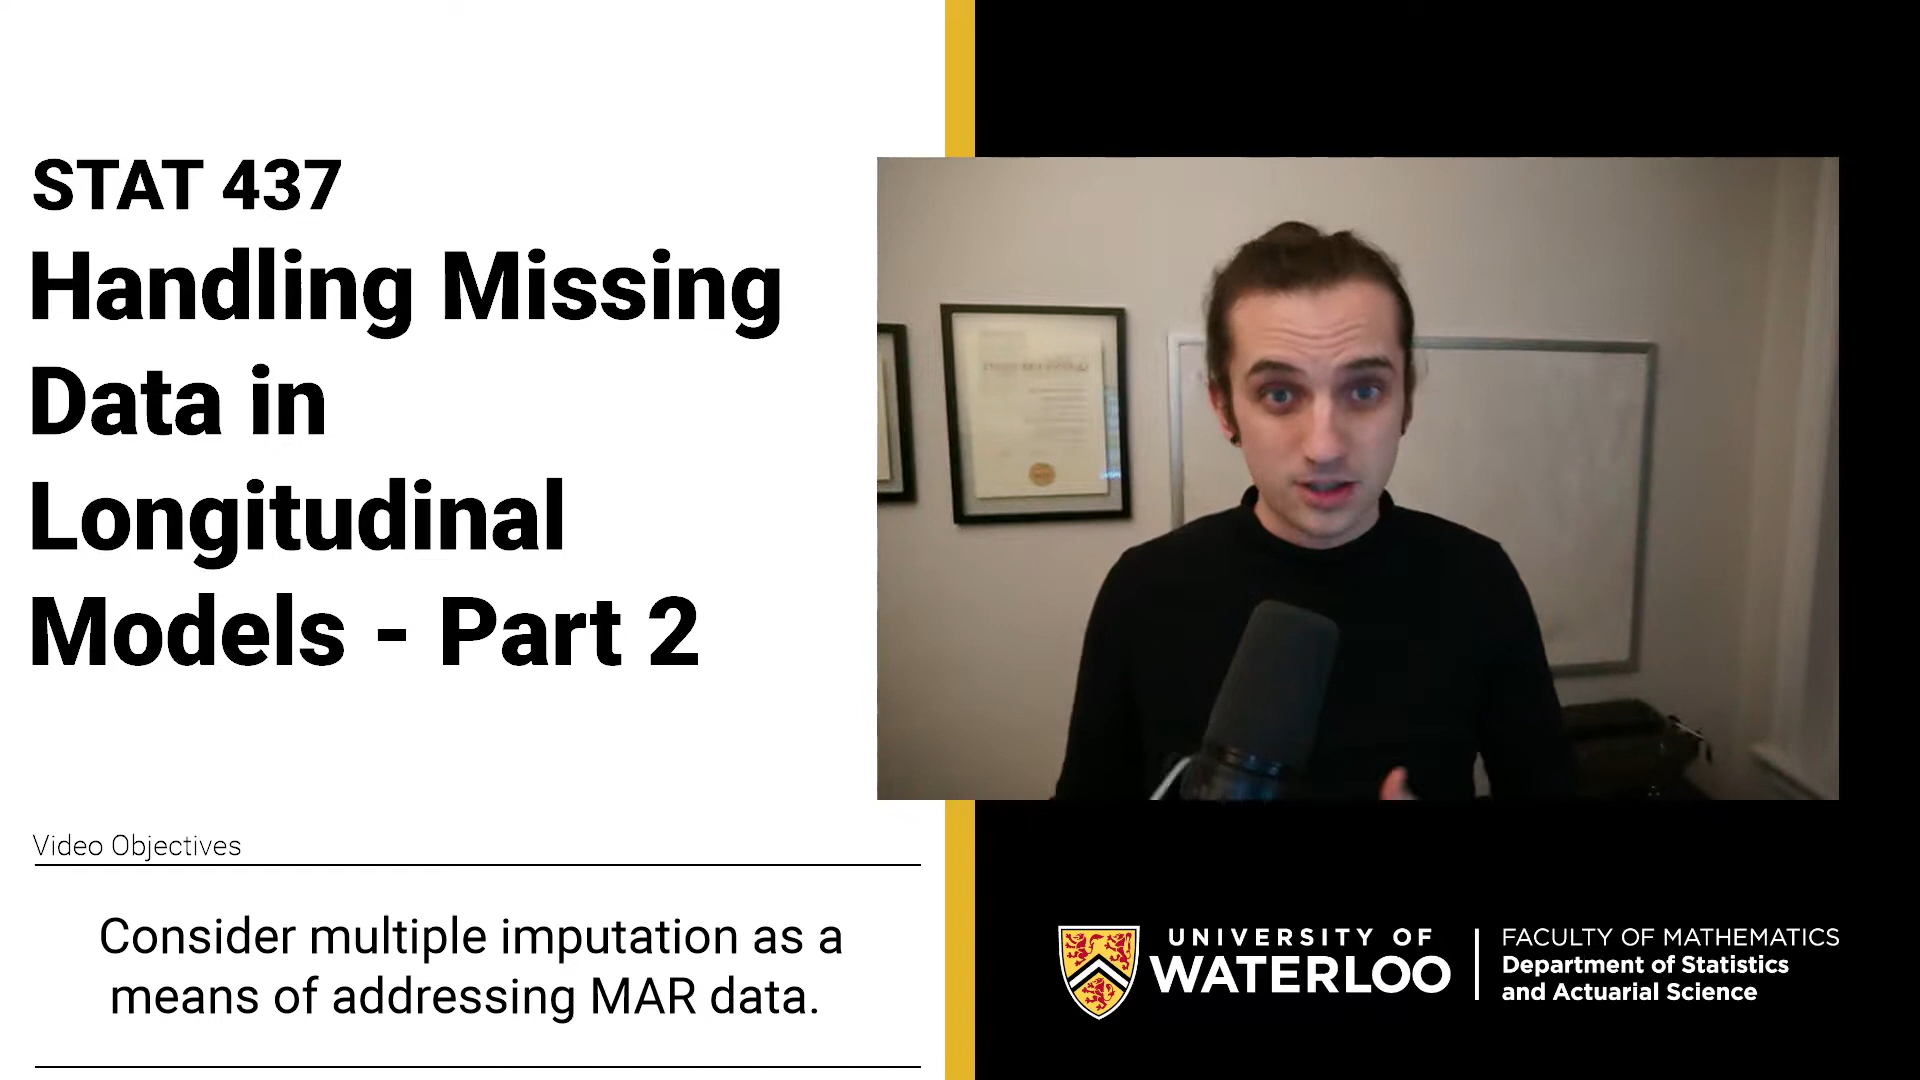 STAT 437
Handling Missing
Data in
Longitudinal
Models - Part 2
Video Objectives
Consider multiple imputation as a
means of addressing MAR data.
UNIVERSITY OF
WATERLOO
FACULTY OF MATHEMATICS
Department of Statistics
and Actuarial Science